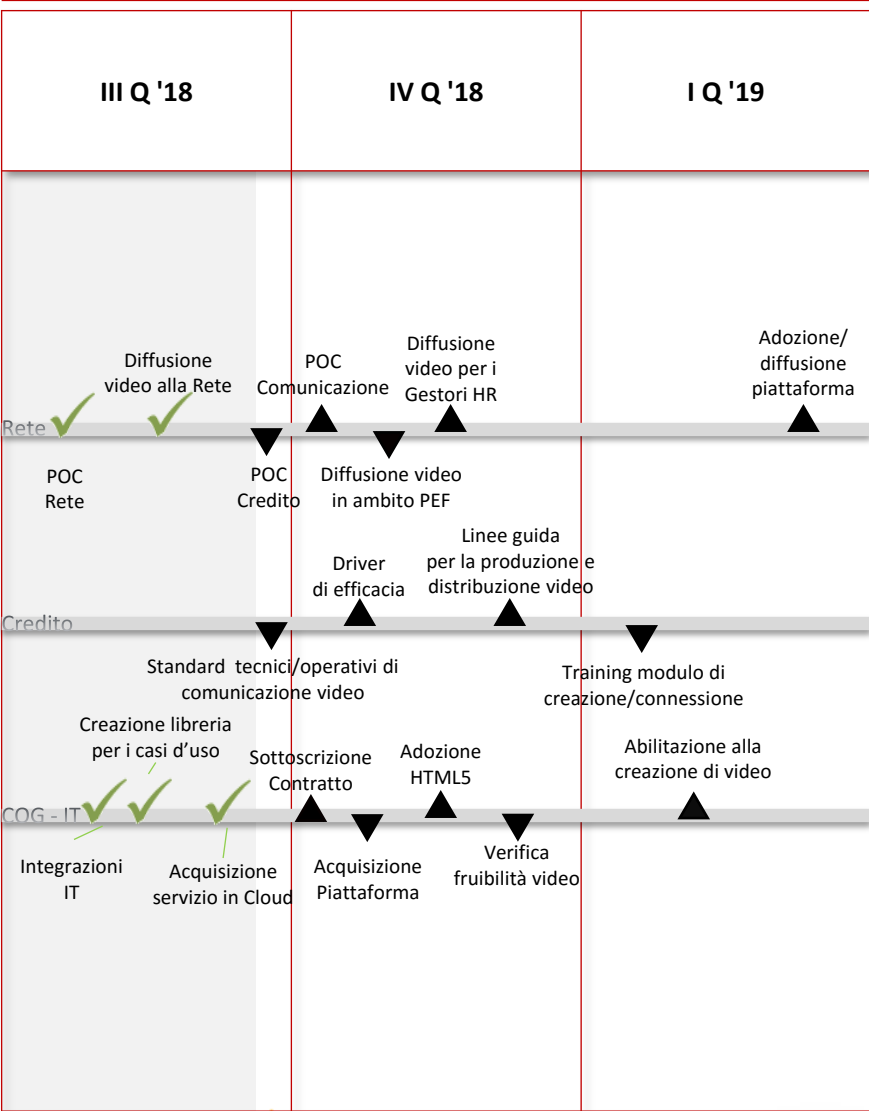 III Q '18
IV Q '18
I Q '19
Diffusione
video alla Rete
POC
Comunicazione
Diffusione
video per i
Gestori HR
Adozione/
diffusione
piattaforma
Rete
POC
Rete
POC
Credito
Diffusione video
in ambito PEF
Driver
di efficacia
Linee guida
per la produzione e
distribuzione video
Credito
Standard tecnici/operativi di
comunicazione video
Training modulo di
creazione/connessione
Creazione libreria
per i casi d’uso
Sottoscrizione
Contratto
Adozione
HTML5
Abilitazione alla
creazione di video
COG - IT
Integrazioni
IT
Acquisizione
servizio in Cloud
Acquisizione
Piattaforma
Verifica
fruibilità video